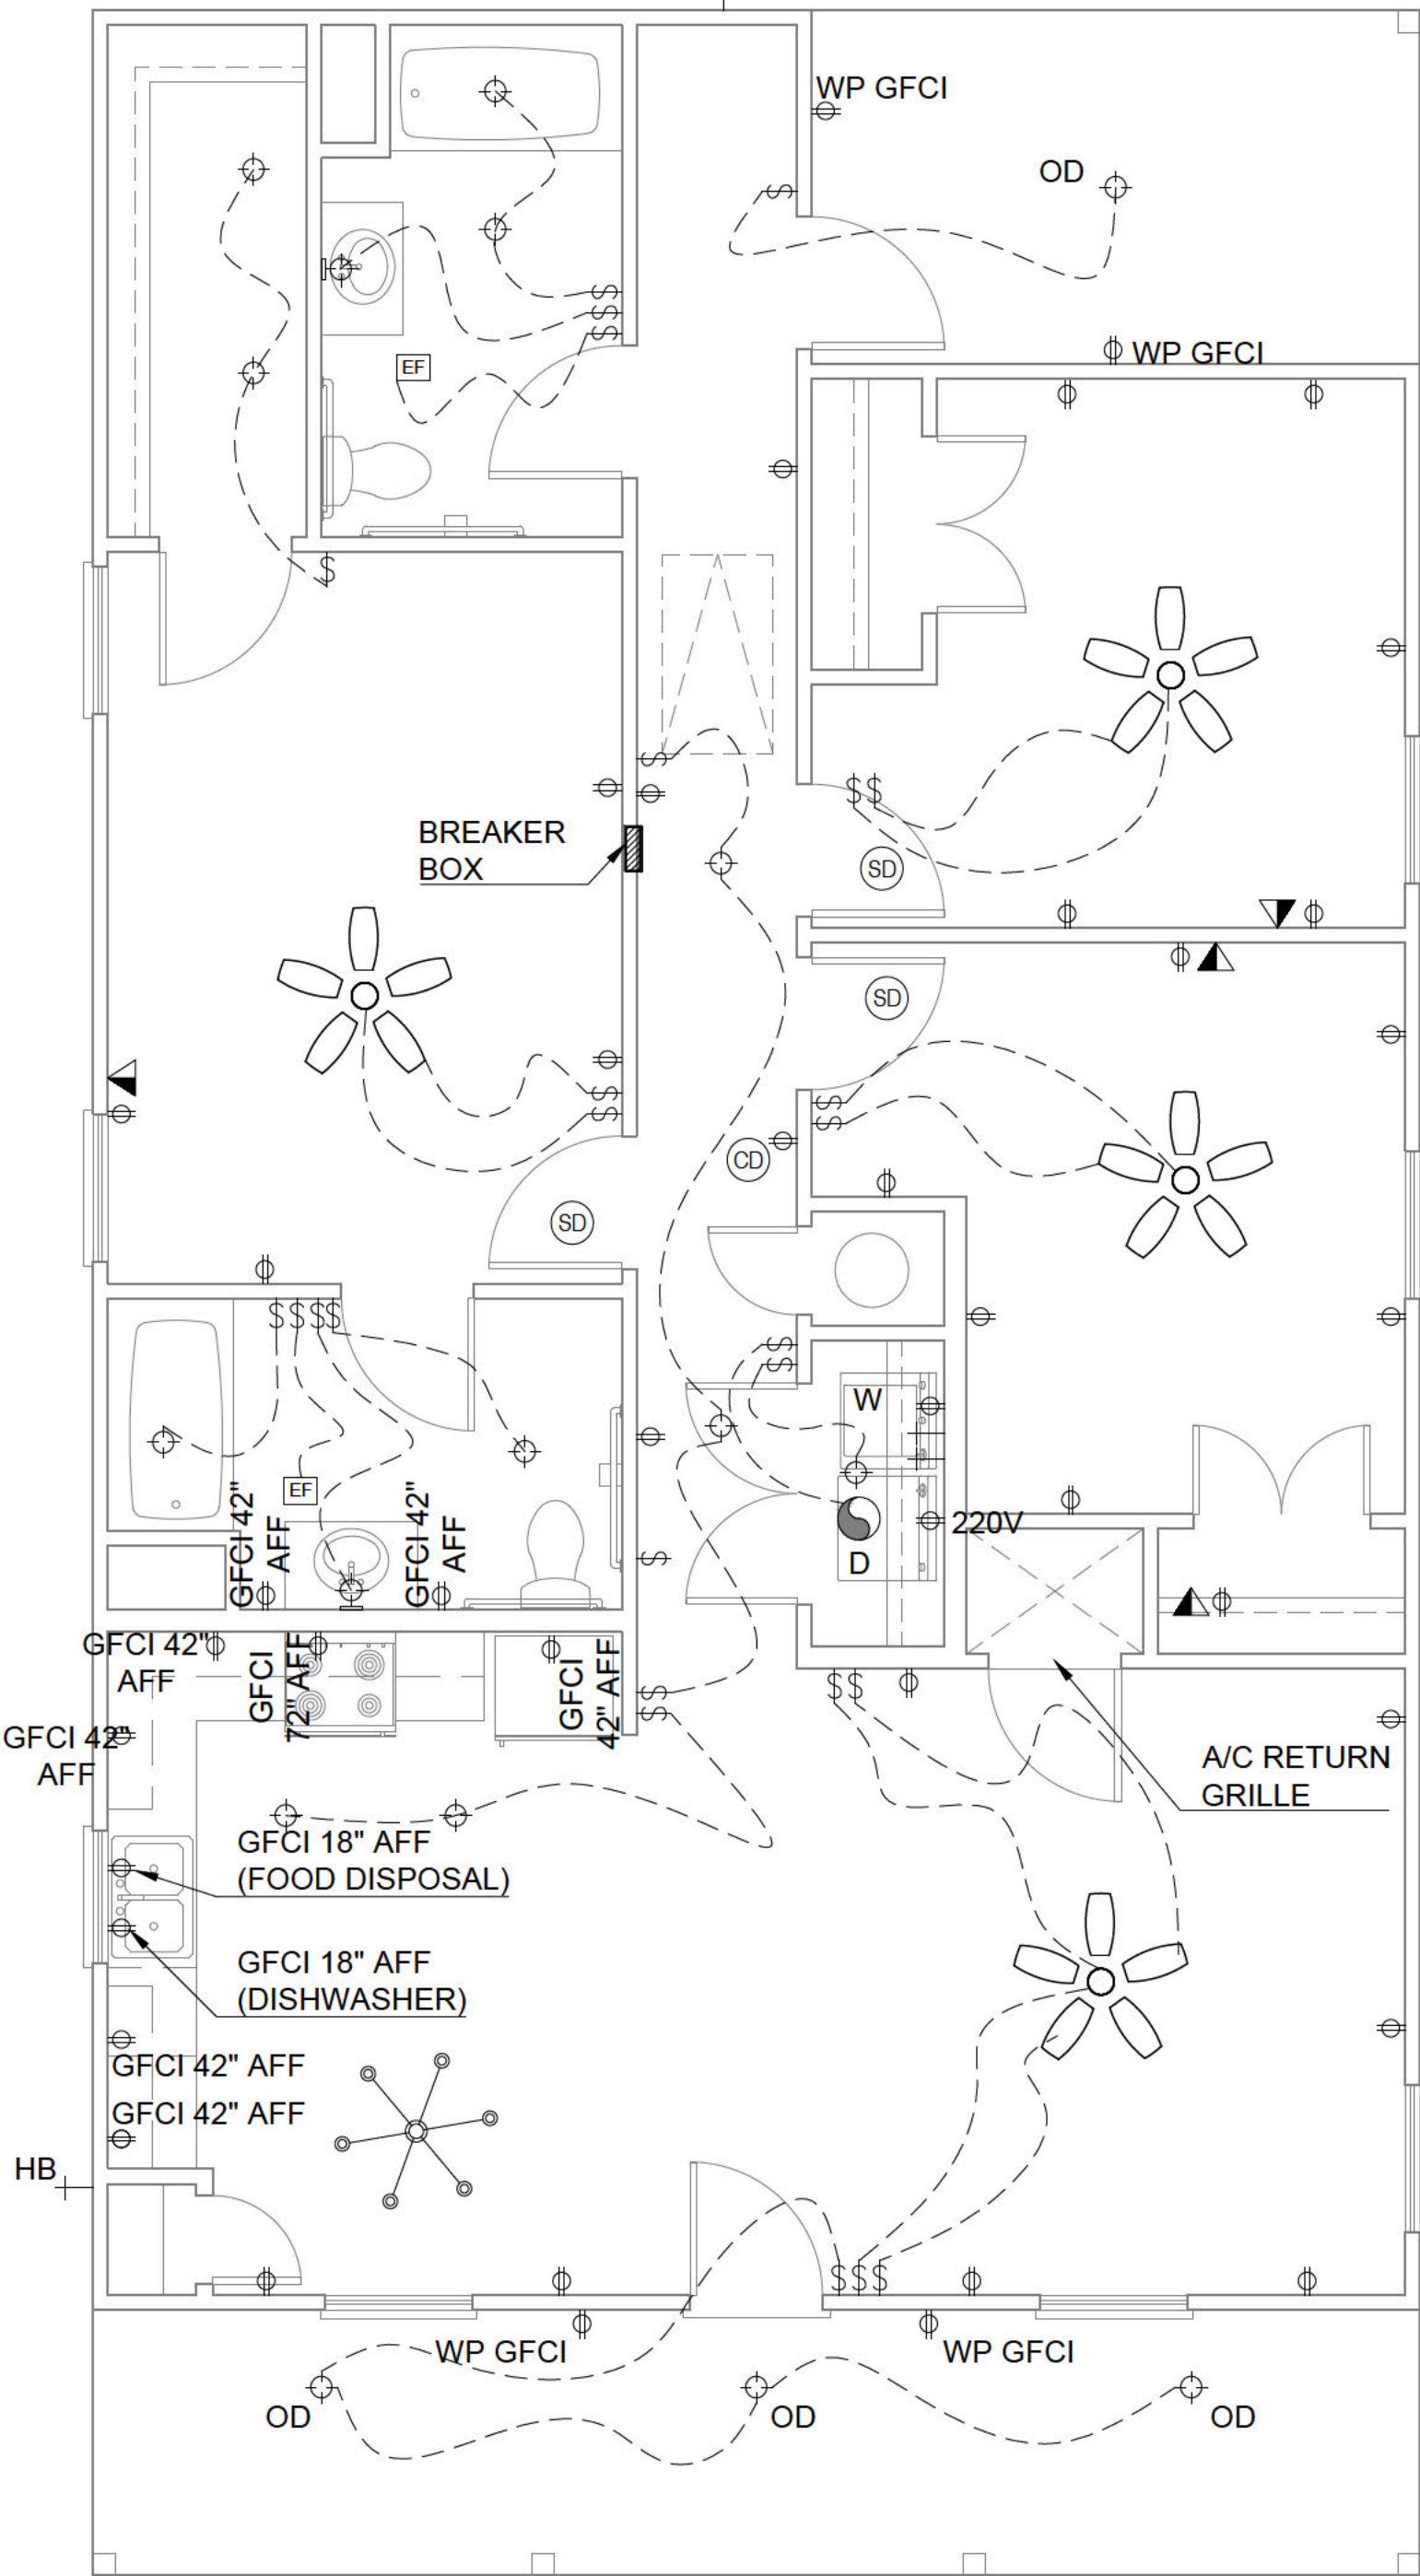 WP GFCI
OD
WP GFCI
EF
$
$
$
$
$
$
BREAKER
BOX
$ $
SD
SD
$
$
$
$
CD
SD
$ $ $ $
$
$
W
EF
GFCI 42"
AFF
GFCI 42"
AFF
220V
D
$
GFCI 42"
AFF
GFCI
72" AFF
GFCI
42" AFF
$
$
$ $
GFCI 42"
AFF
A/C RETURN
GRILLE
GFCI 18" AFF
(FOOD DISPOSAL)
GFCI 18" AFF
(DISHWASHER)
GFCI 42" AFF
GFCI 42" AFF
HB
$ $ $
WP GFCI
WP GFCI
OD
OD
OD